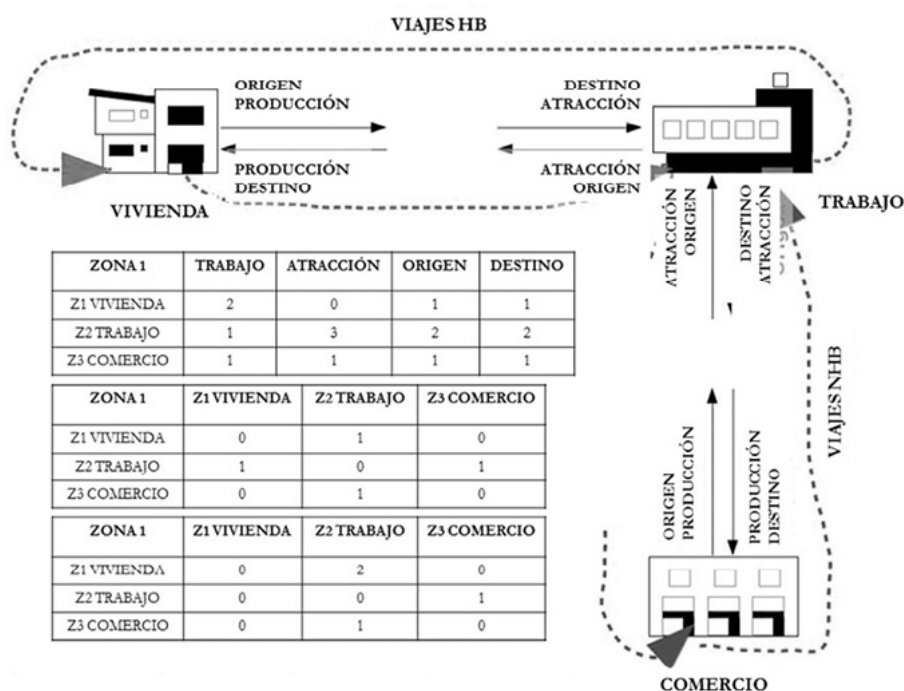 VIAJES HB
ORIGEN
PRODUCCIÓN
DESTINO
ATRACCIÓN
PRODUCCIÓN
DESTINO
ATRACCIÓN
ORIGEN
VIVIENDA
TRABAJO
ATRACCIÓN
ORIGEN
DESTINO
ATRACCIÓN
ZONA 1 TRABAJO ATRACCIÓN ORIGEN DESTINO
Z1 VIVIENDA 2 0 1 1
Z2 TRABAJO 1 3 2 2
Z3 COMERCIO 1 1 1 1
ZONA 1 Z1 VIVIENDA Z2 TRABAJO Z3 COMERCIO
Z1 VIVIENDA 0 1 0
Z2 TRABAJO 1 0 1
Z3 COMERCIO 0 1 0
ZONA 1 Z1 VIVIENDA Z2 TRABAJO Z3 COMERCIO
Z1 VIVIENDA 0 2 0
Z2 TRABAJO 0 0 1
Z3 COMERCIO 0 1 0
VIAJES NHB
ORIGEN
PRODUCCIÓN
PRODUCCIÓN
DESTINO
COMERCIO